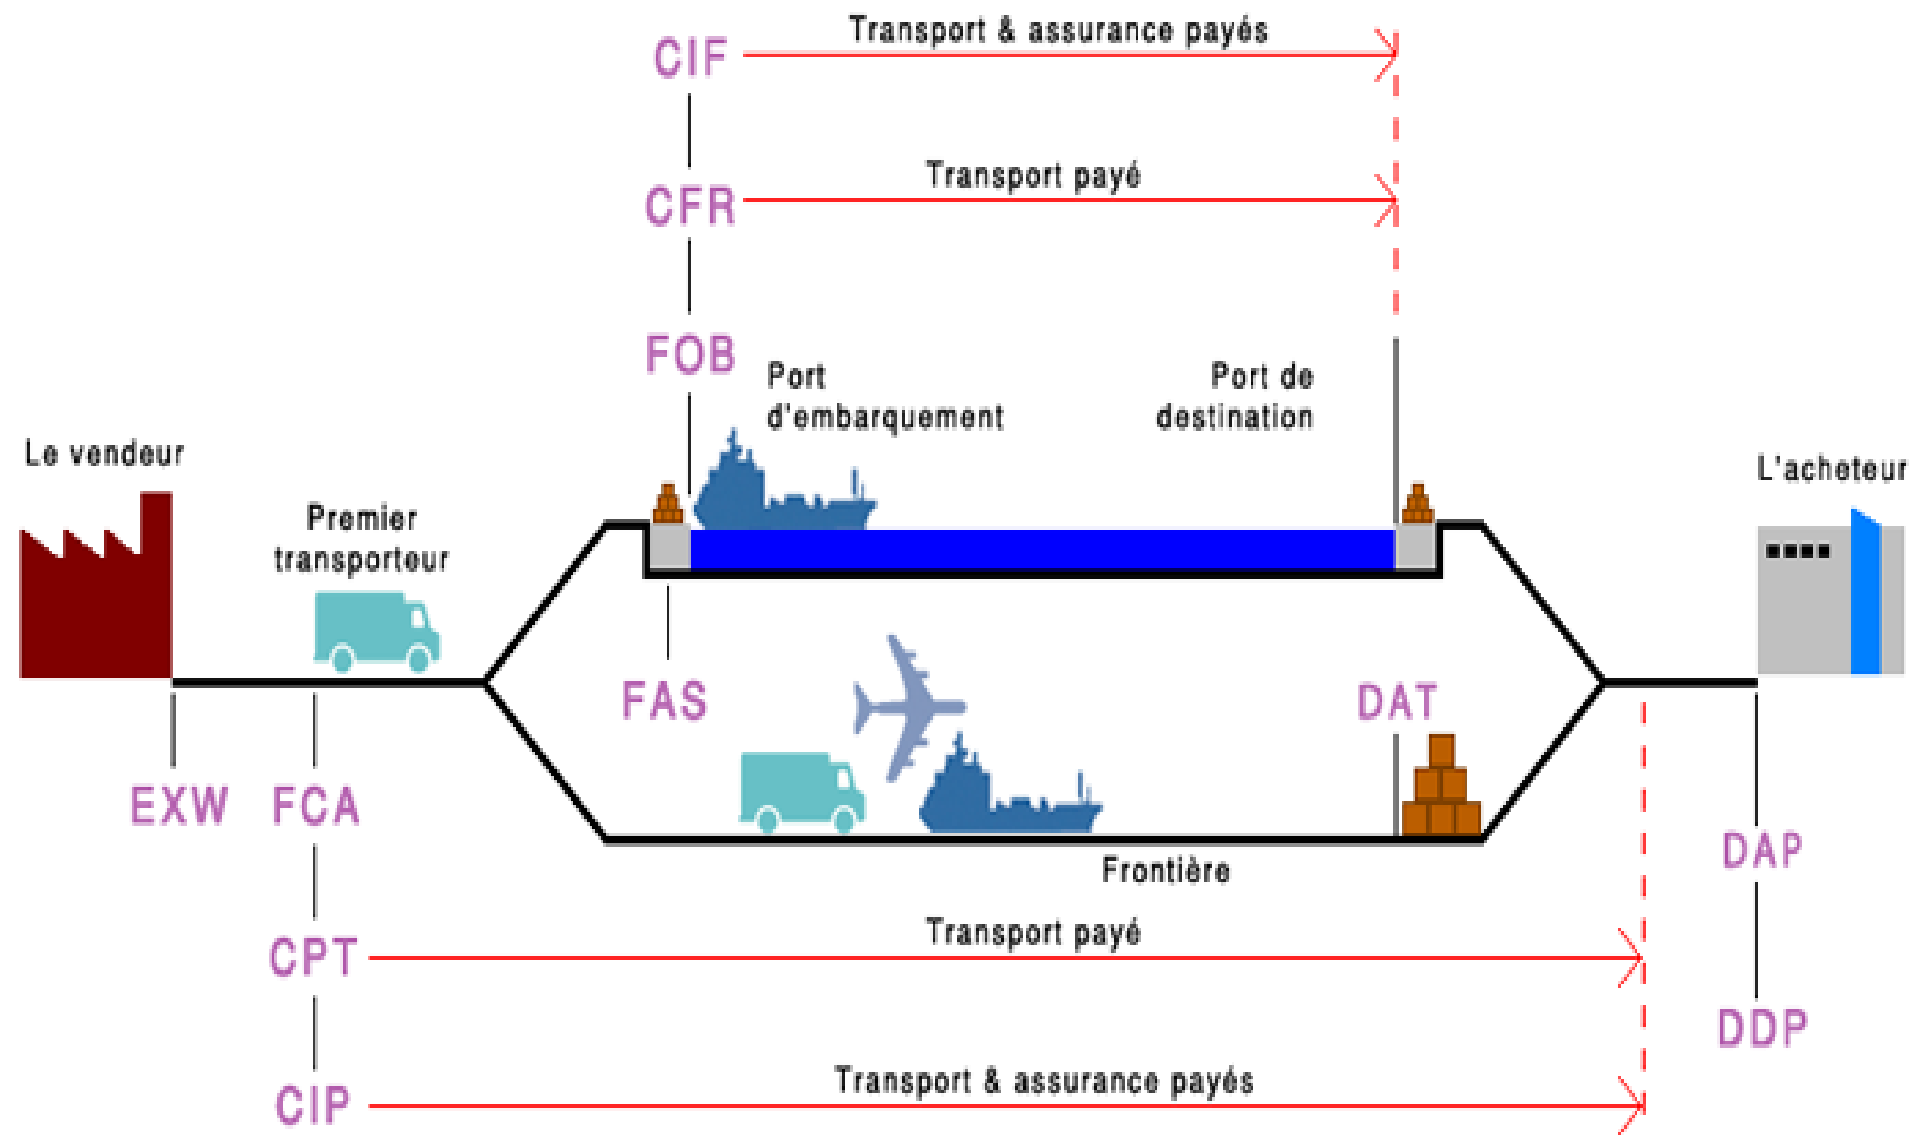 CIF
Transport & assurance payés
CFR
Transport payé
FOB
Port
d'embarquement
Port de
destination
Le vendeur
L'acheteur
Premier
transporteur
FAS
DAT
EXW
FCA
DAP
Frontière
CPT
Transport payé
DDP
CIP
Transport & assurance payés